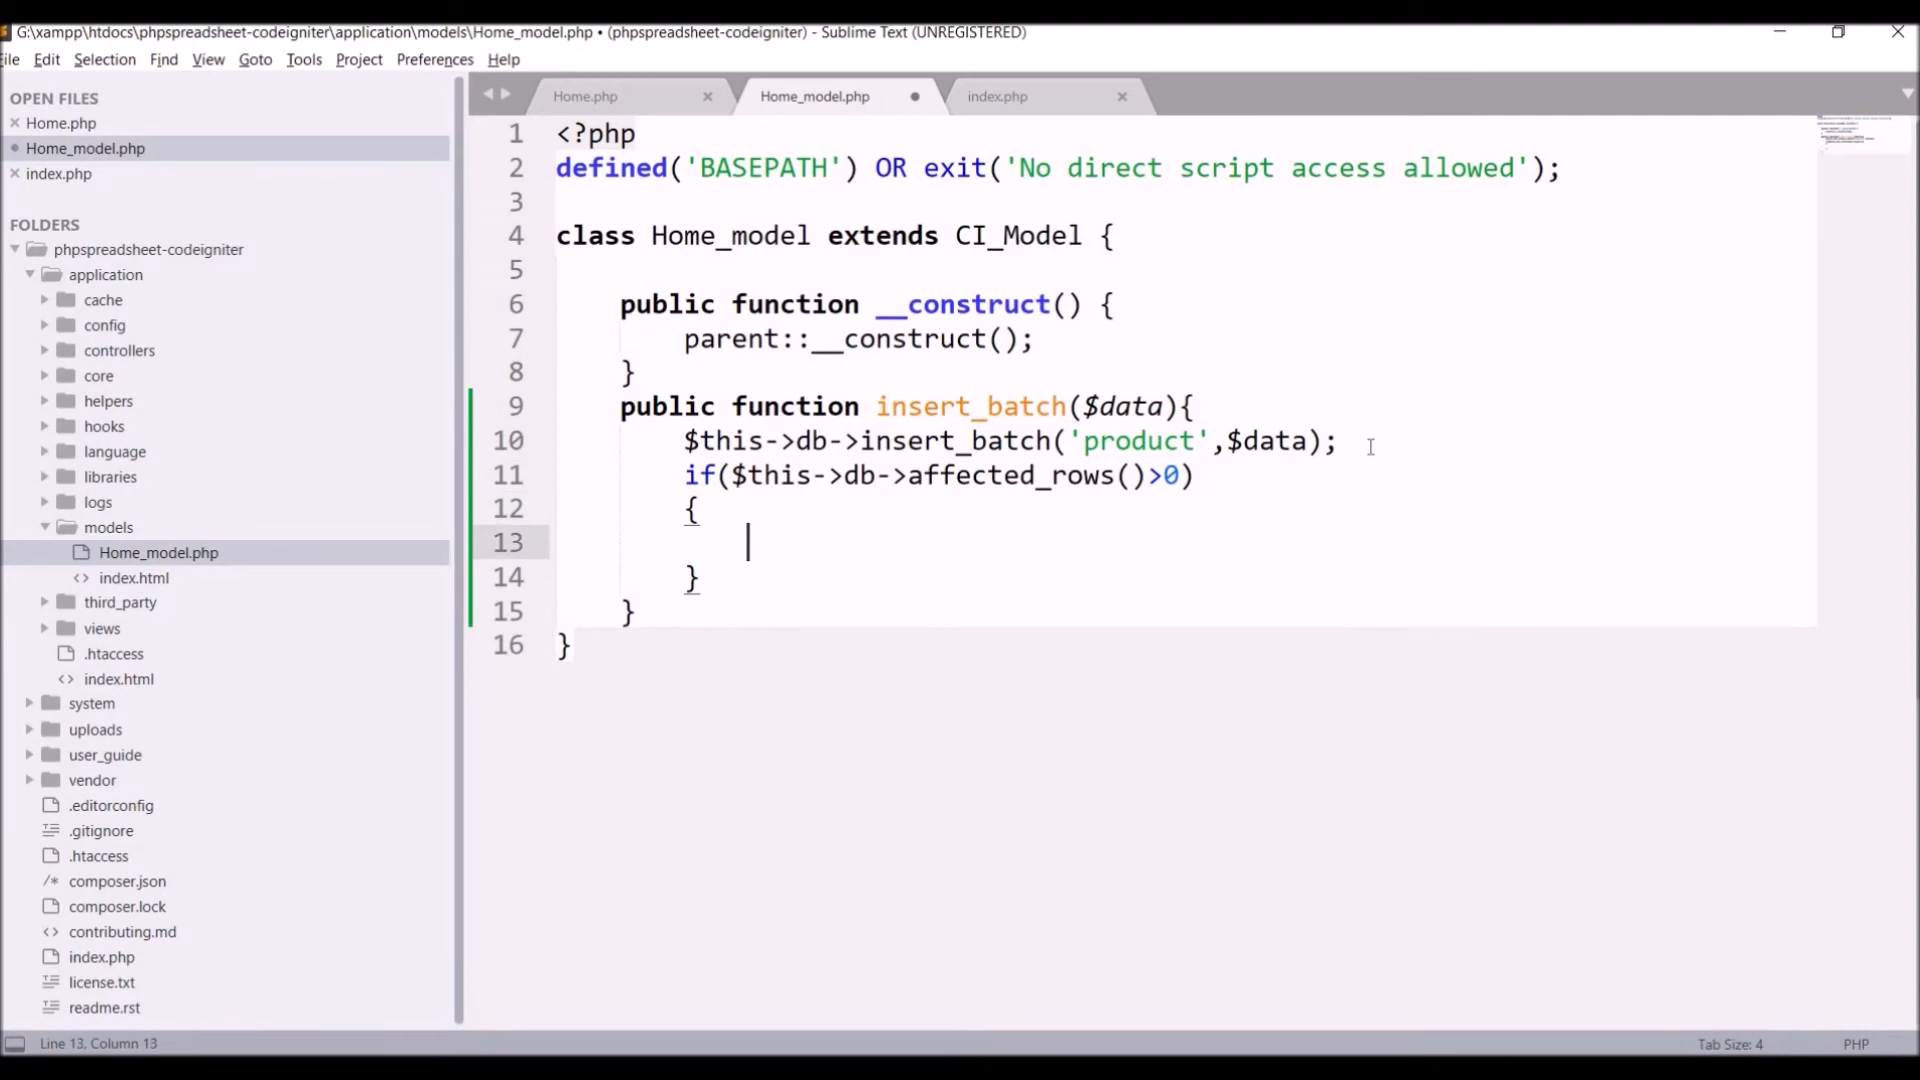 G:\xampp\htdocs\phpspreadsheet-codeigniter\application\models\Home_model.php • (phpspreadsheet-codeigniter) - Sublime Text (UNREGISTERED)
ile Edit Selection Find View Goto Tools Project Preferences Help
OPEN FILES
Home.php
Home_model.php
index.php
FOLDERS
phpspreadsheet-codeigniter
application
cache
config
controllers
core
helpers
hooks
language
libraries
logs
models
Home_model.php
index.html
third_party
views
.htaccess
index.html
system
uploads
user_guide
vendor
.editorconfig
.gitignore
.htaccess
composer.json
composer.lock
contributing.md
index.php
license.txt
readme.rst
Home.php Home_model.php index.php
1 <?php
2 defined('BASEPATH') OR exit('No direct script access allowed');
3
4 class Home_model extends CI_Model {
5
6 public function __construct() {
7 parent::__construct();
8 }
9 public function insert_batch($data){
10 $this->db->insert_batch('product',$data);
11 if($this->db->affected_rows()>0)
12 {
13
14 }
15 }
16 }
Line 13, Column 13
Tab Size: 4
PHP